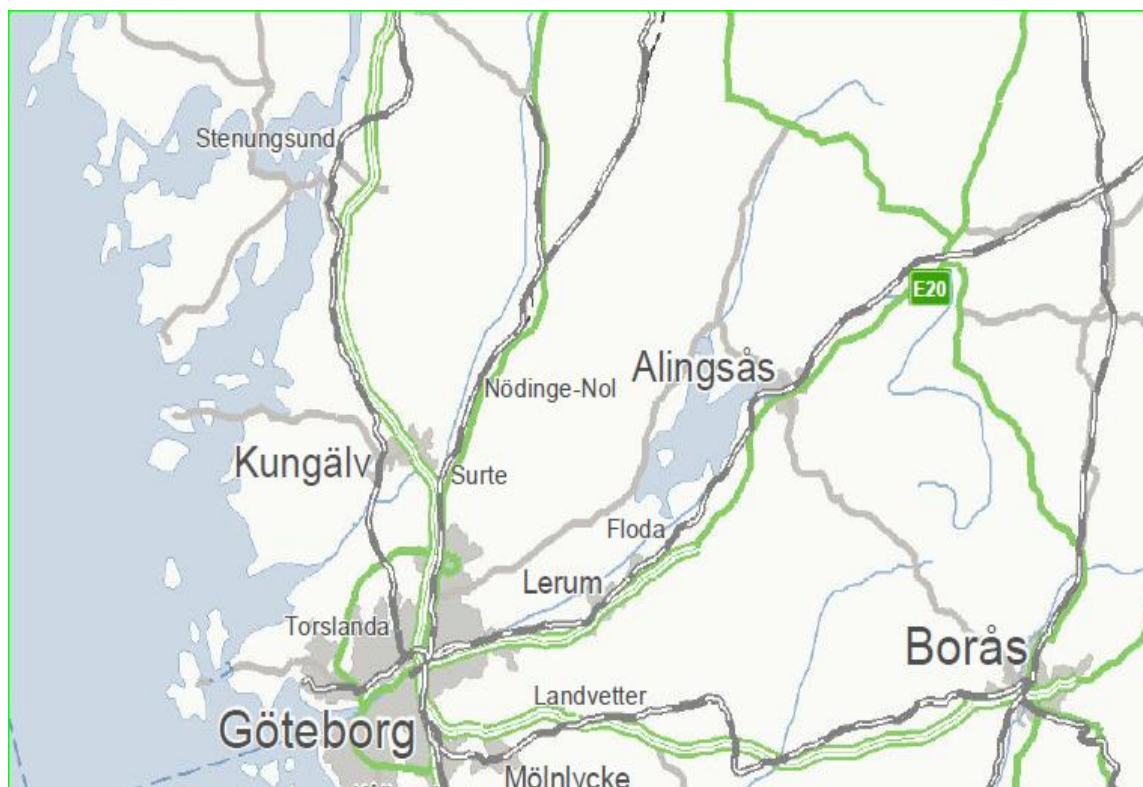 Stenungsund
E20
Alingsås
Nödinge-Nol
Kungälv
Surte
Floda
Lerum
Torslanda
Borås
Landvetter
Göteborg
Mölnlycke